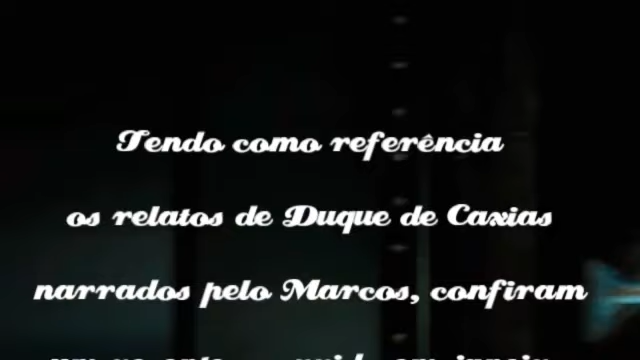 Tendo como referência
os relatos de Duque de Caxias
narrados pelo Marcos, confiram